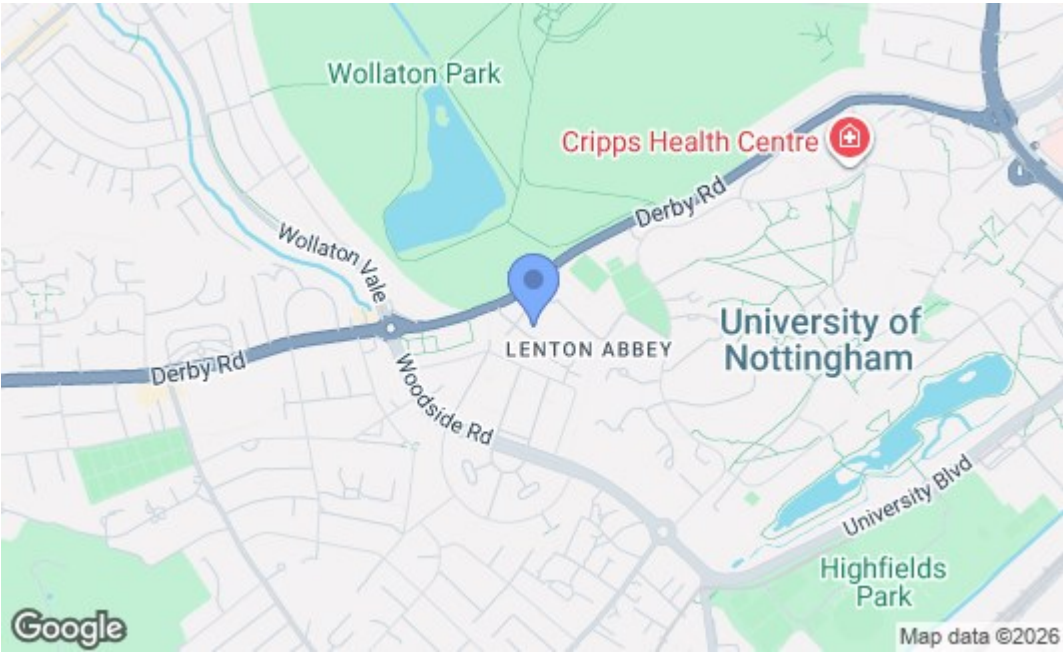 Wollaton Park
Cripps Health Centre
Derby Rd
Wollaton Vale
University of
Nottingham
LENTON ABBEY
Derby Rd
Woodside Rd
University Blvd
Highfields
Park
Google
Map data ©2026